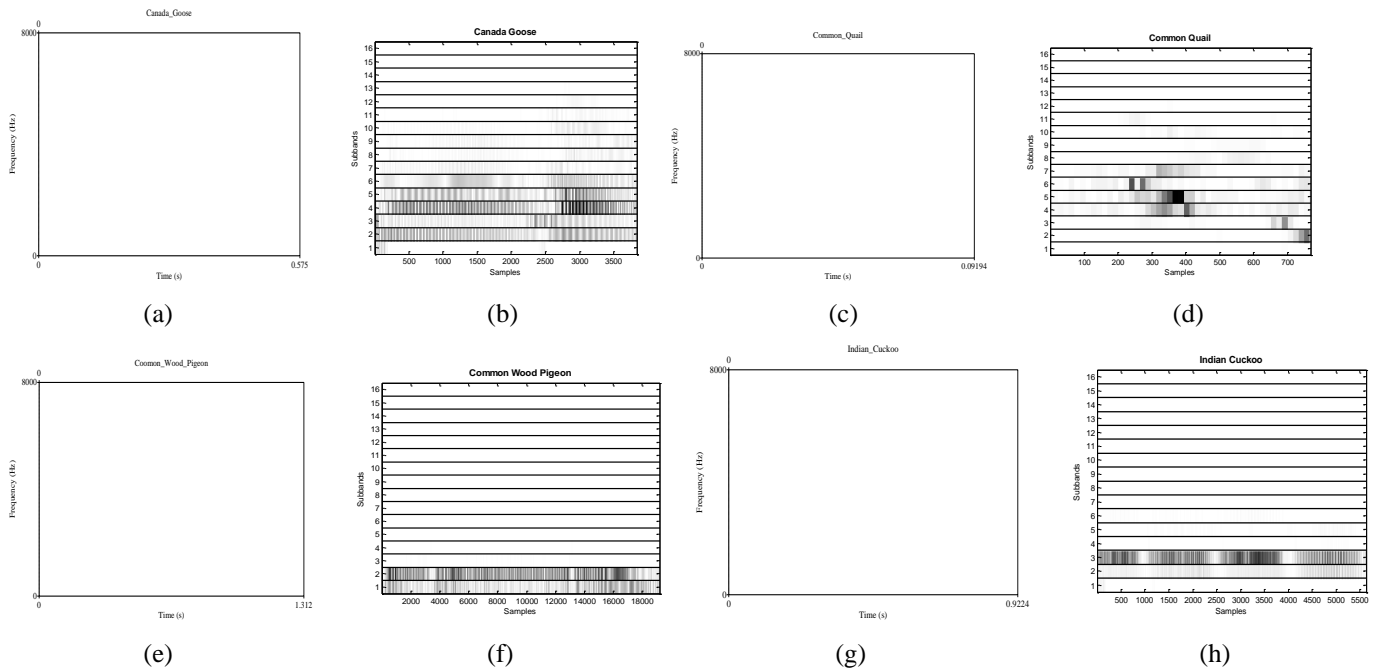 Canada_Goose
0
8000
Frequency (Hz)
0
0
0.575
Time (s)
(a)
Canada Goose
16
15
14
13
12
11
10
9
8
7
6
5
4
3
2
1
Subbands
500 1000 1500 2000 2500 3000 3500
Samples
(b)
Common_Quail
0
8000
Frequency (Hz)
0
0
0.09194
Time (s)
(c)
Common Quail
16
15
14
13
12
11
10
9
8
7
6
5
4
3
2
1
Subbands
100 200 300 400 500 600 700
Samples
(d)
Coomon_Wood_Pigeon
0
8000
Frequency (Hz)
0
0
1.312
Time (s)
(e)
Common Wood Pigeon
16
15
14
13
12
11
10
9
8
7
6
5
4
3
2
1
Subbands
2000 4000 6000 8000 10000 12000 14000 16000 18000
Samples
(f)
Indian_Cuckoo
0
8000
Frequency (Hz)
0
0
0.9224
Time (s)
(g)
Indian Cuckoo
16
15
14
13
12
11
10
9
8
7
6
5
4
3
2
1
Subbands
500 1000 1500 2000 2500 3000 3500 4000 4500 5000 5500
Samples
(h)